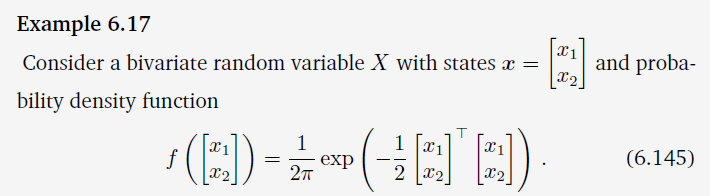 Example 6.17
Consider a bivariate random variable X with states x = [x₁ x₂] and proba-
bility density function
f([x₁ x₂]) = 1/2π exp(−1/2 [x₁ x₂]⊤ [x₁ x₂]). (6.145)